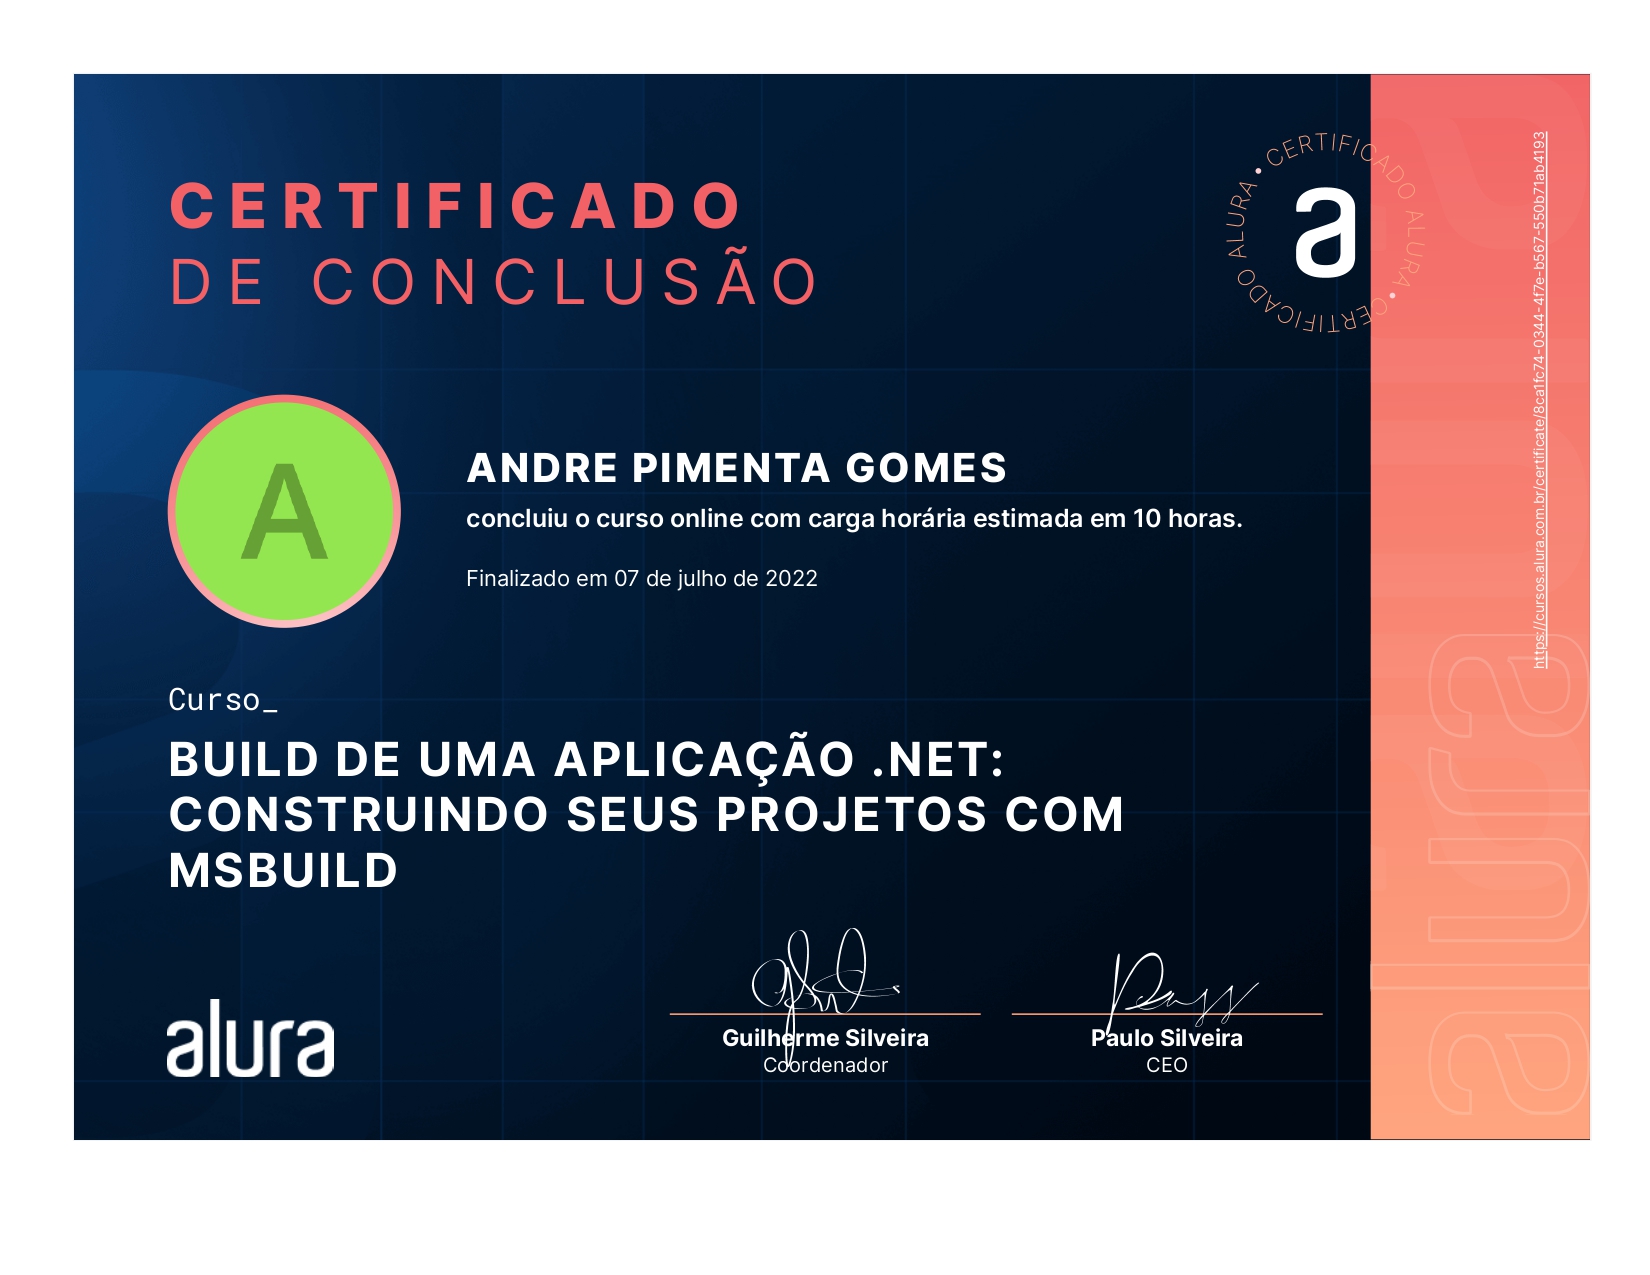 CERTIFICADO
DE CONCLUSÃO
CERTIFICADO ALURA • CERTIFICADO ALURA •
a
https://cursos.alura.com.br/certificate/8ca1fc74-0344-4f7e-b567-550b71ab4193
A
ANDRE PIMENTA GOMES
concluiu o curso online com carga horária estimada em 10 horas.
Finalizado em 07 de julho de 2022
Curso_
BUILD DE UMA APLICAÇÃO .NET:
CONSTRUINDO SEUS PROJETOS COM
MSBUILD
alura
Guilherme Silveira
Coordenador
Paulo Silveira
CEO
alura